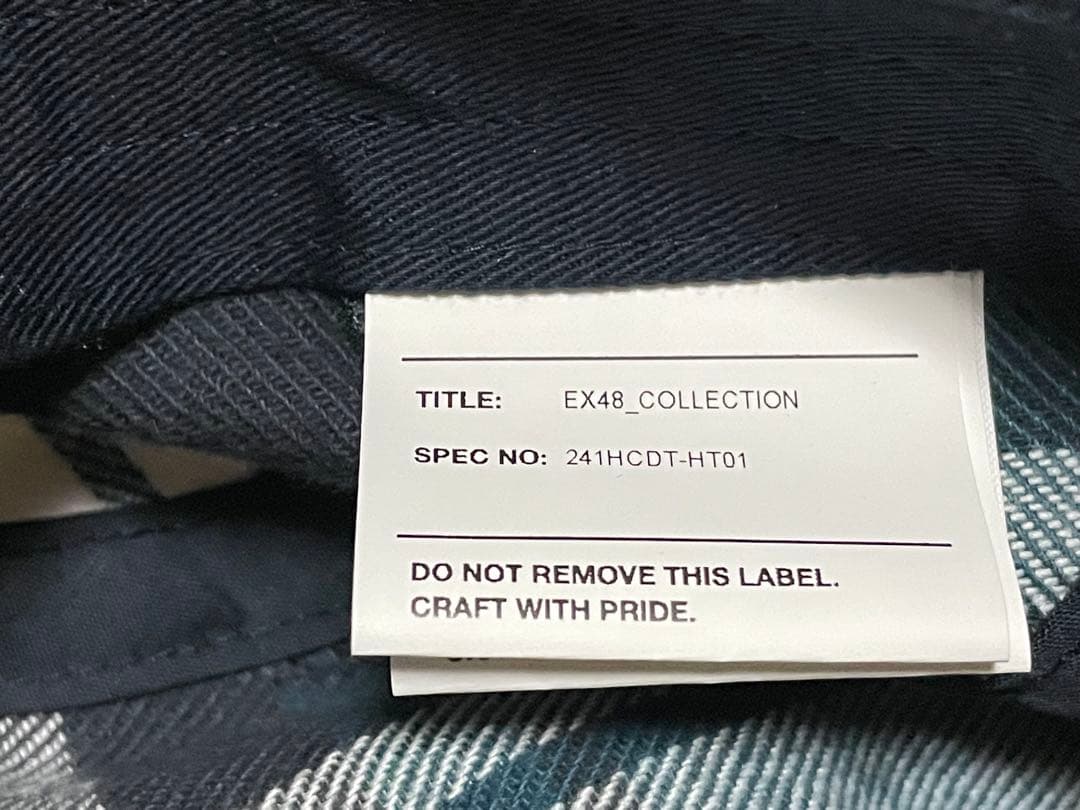 TITLE: EX48_COLLECTION
SPEC NO: 241HCDT-HT01
DO NOT REMOVE THIS LABEL.
CRAFT WITH PRIDE.